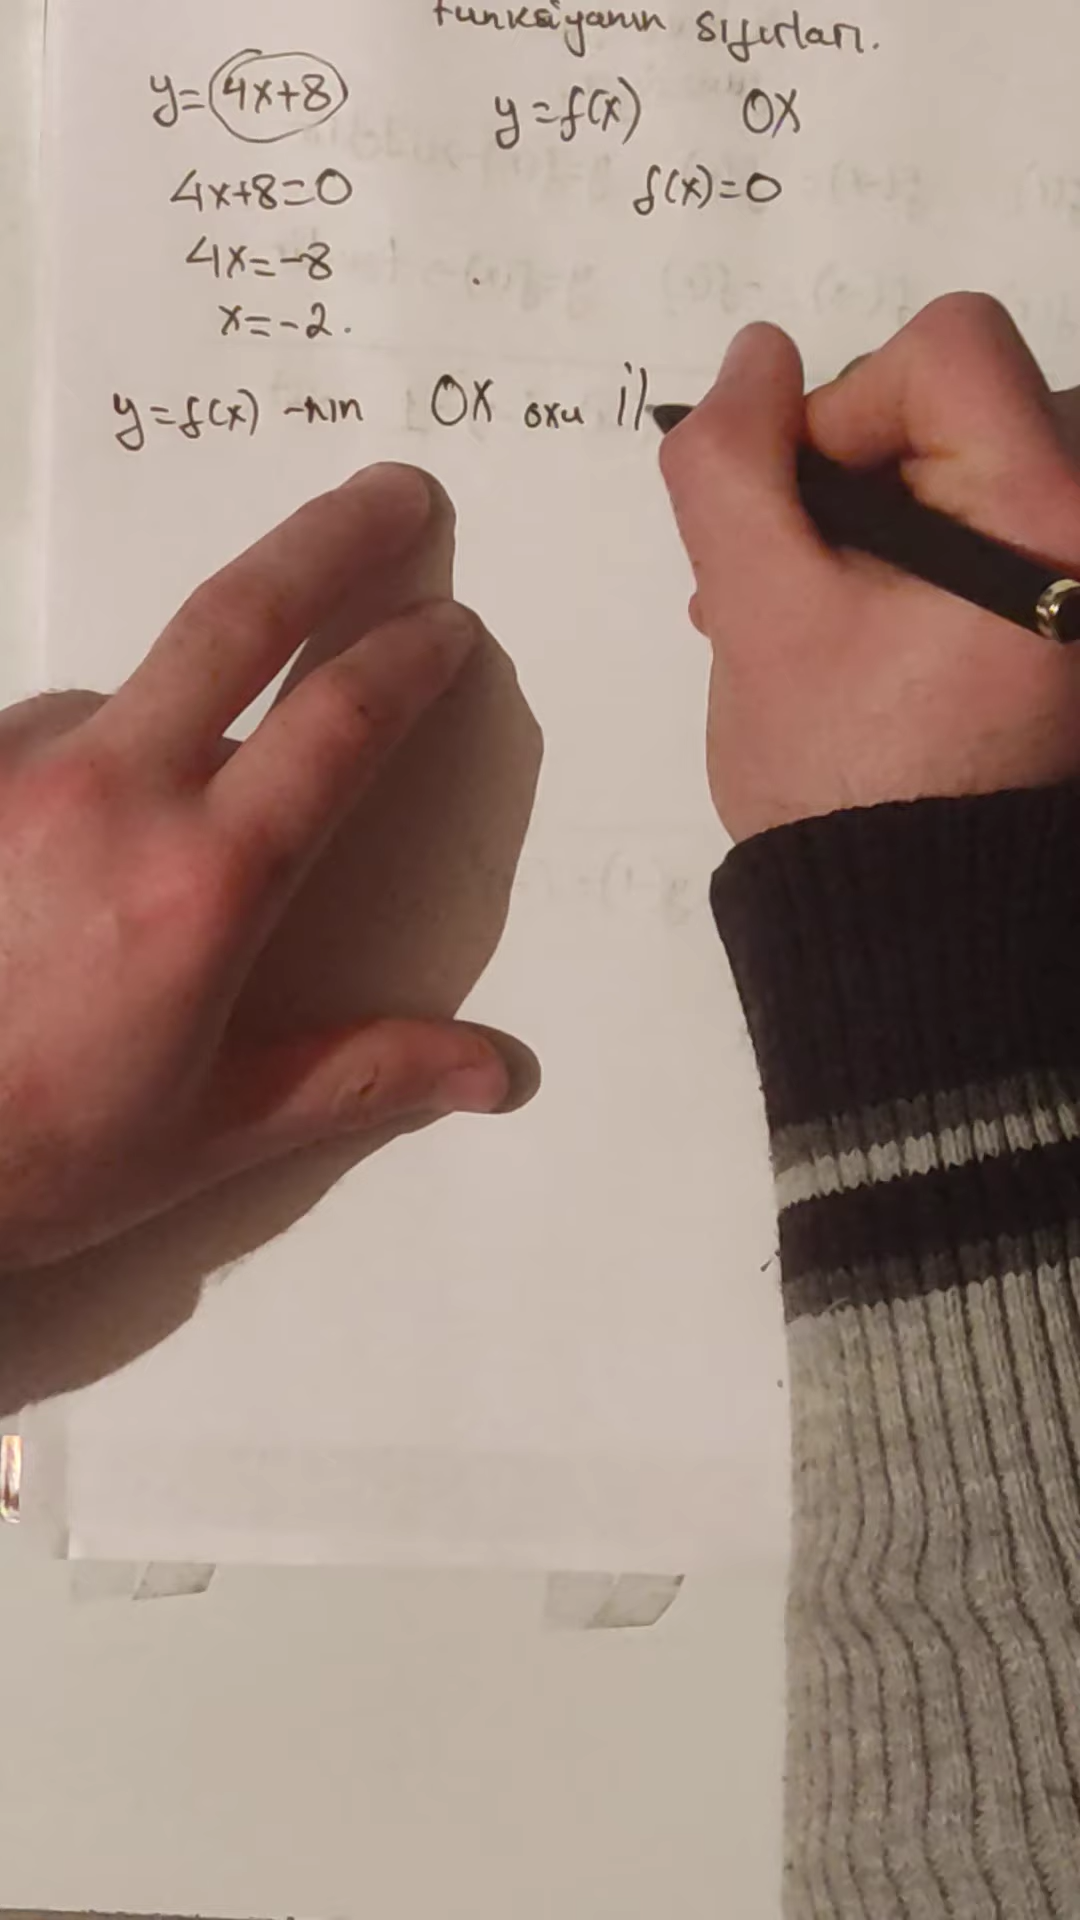 funksiyanın sıfırları.
y=4x+8
y=f(x) OX
4x+8=0
f(x)=0
4x=-8
x=-2.
y=f(x)-nın OX oxu il